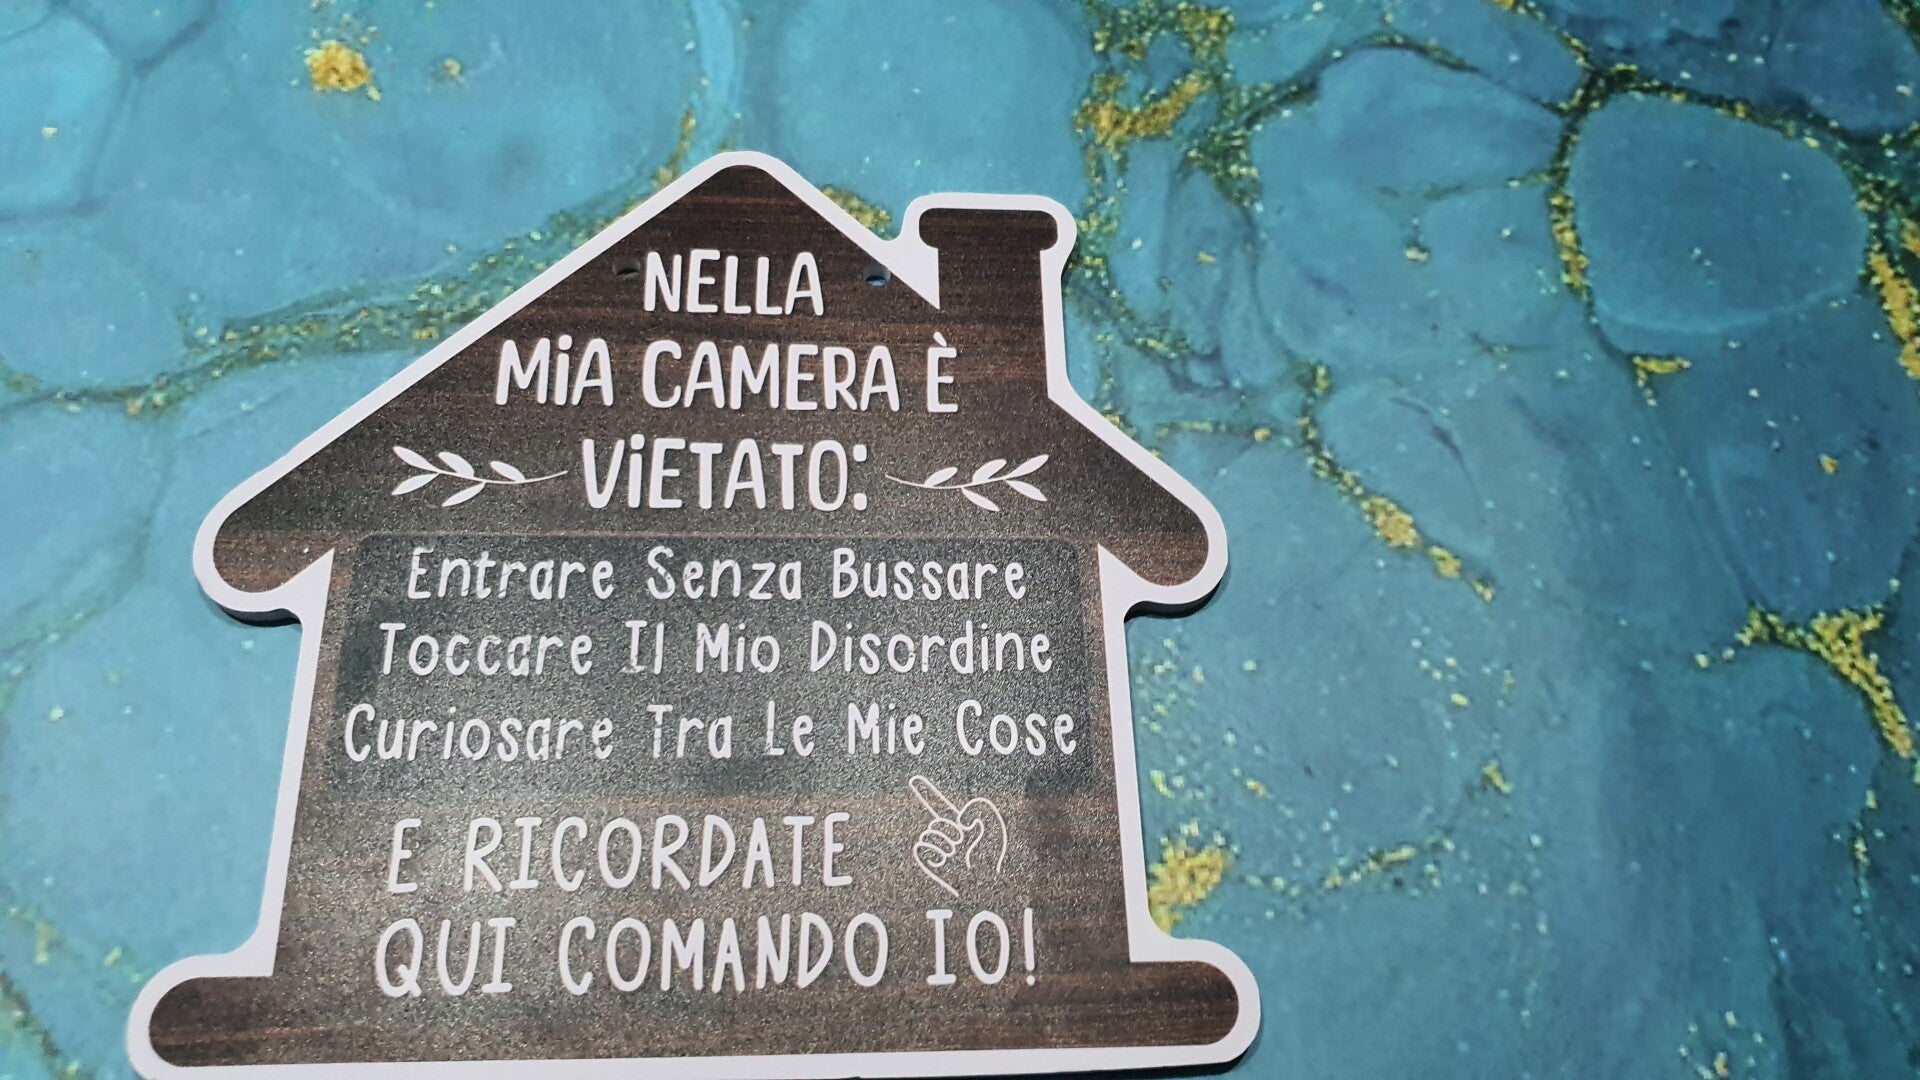 NELLA
MiA CAMERA È
ViETATO:
Entrare Senza Bussare
Toccare Il Mio Disordine
Curiosare Tra Le Mie Cose
E RICORDATE
QUI COMANDO IO!